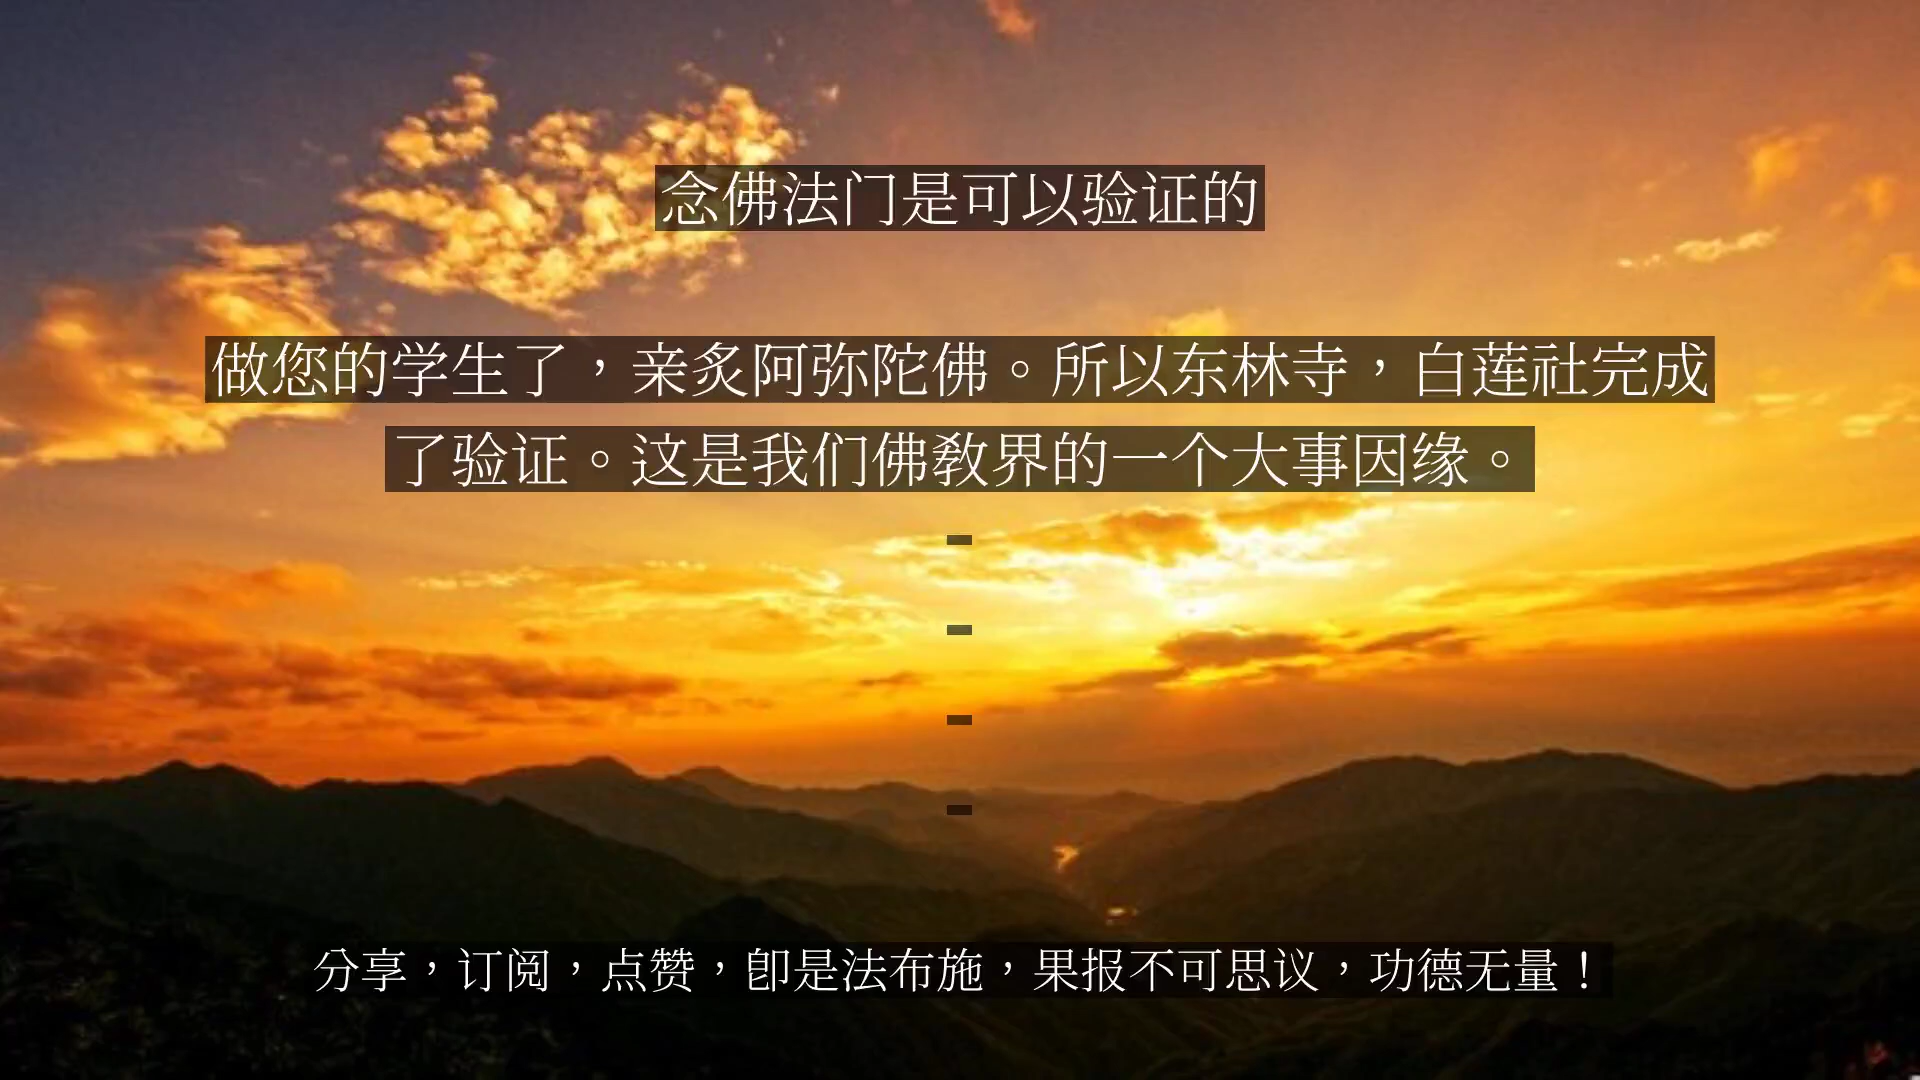 念佛法门是可以验证的
做您的学生了，亲炙阿弥陀佛。所以东林寺，白莲社完成
了验证。这是我们佛教界的一个大事因缘。
分享，订阅，点赞，即是法布施，果报不可思议，功德无量！